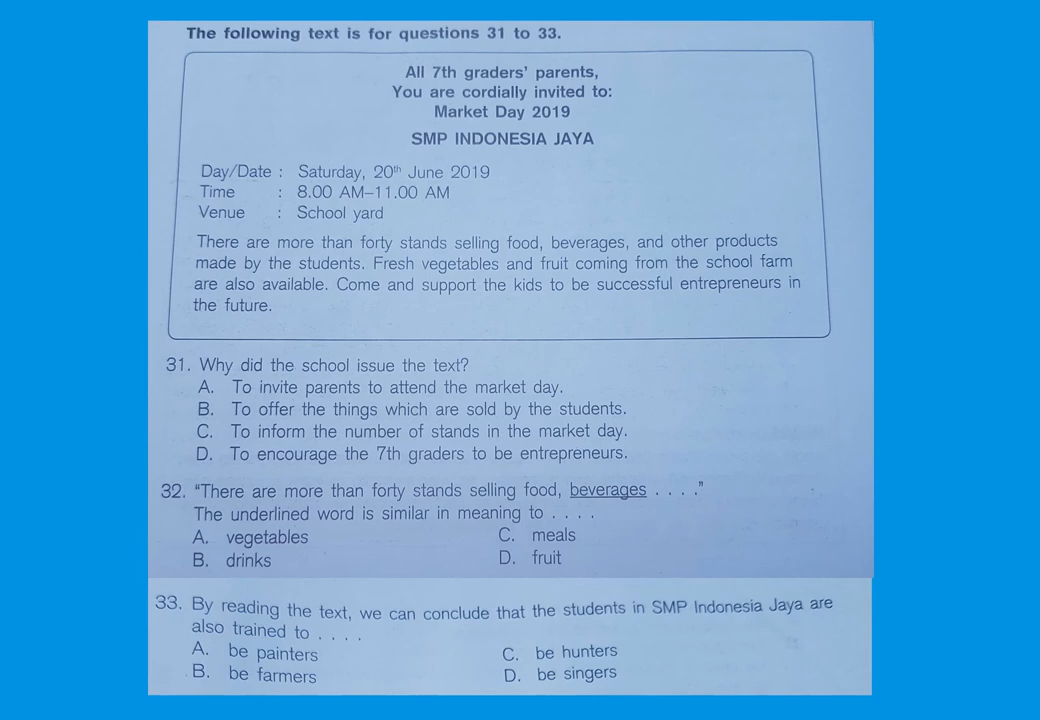 The following text is for questions 31 to 33.
All 7th graders' parents,
You are cordially invited to:
Market Day 2019
SMP INDONESIA JAYA
Day/Date : Saturday, 20th June 2019
Time : 8.00 AM–11.00 AM
Venue : School yard
There are more than forty stands selling food, beverages, and other products
made by the students. Fresh vegetables and fruit coming from the school farm
are also available. Come and support the kids to be successful entrepreneurs in
the future.
31. Why did the school issue the text?
A. To invite parents to attend the market day.
B. To offer the things which are sold by the students.
C. To inform the number of stands in the market day.
D. To encourage the 7th graders to be entrepreneurs.
32. "There are more than forty stands selling food, beverages . . . ."
The underlined word is similar in meaning to . . . .
A. vegetables C. meals
B. drinks D. fruit
33. By reading the text, we can conclude that the students in SMP Indonesia Jaya are
also trained to . . . .
A. be painters C. be hunters
B. be farmers D. be singers